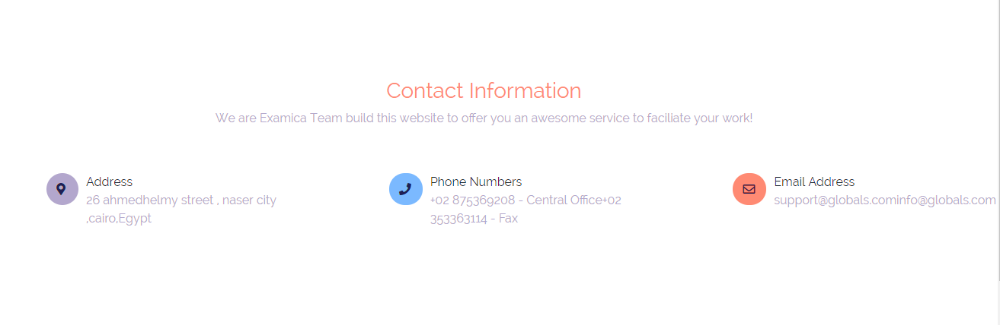 Contact Information
We are Examica Team build this website to offer you an awesome service to faciliate your work!
Address
26 ahmedhelmy street , naser city
,cairo,Egypt
Phone Numbers
+02 875369208 - Central Office+02
353363114 - Fax
Email Address
support@globals.cominfo@globals.com